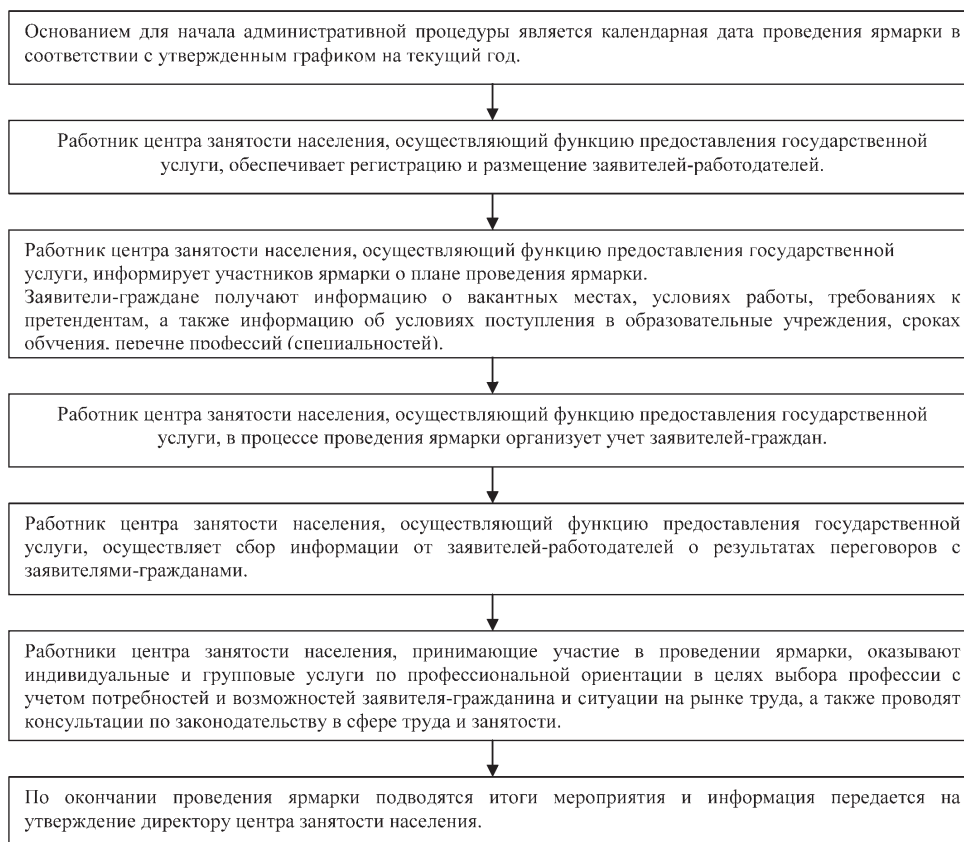 Основанием для начала административной процедуры является календарная дата проведения ярмарки в
соответствии с утвержденным графиком на текущий год.
Работник центра занятости населения, осуществляющий функцию предоставления государственной
услуги, обеспечивает регистрацию и размещение заявителей-работодателей.
Работник центра занятости населения, осуществляющий функцию предоставления государственной
услуги, информирует участников ярмарки о плане проведения ярмарки.
Заявители-граждане получают информацию о вакантных местах, условиях работы, требованиях к
претендентам, а также информацию об условиях поступления в образовательные учреждения, сроках
обучения, перечне профессий (специальностей).
Работник центра занятости населения, осуществляющий функцию предоставления государственной
услуги, в процессе проведения ярмарки организует учет заявителей-граждан.
Работник центра занятости населения, осуществляющий функцию предоставления государственной
услуги, осуществляет сбор информации от заявителей-работодателей о результатах переговоров с
заявителями-гражданами.
Работники центра занятости населения, принимающие участие в проведении ярмарки, оказывают
индивидуальные и групповые услуги по профессиональной ориентации в целях выбора профессии с
учетом потребностей и возможностей заявителя-гражданина и ситуации на рынке труда, а также проводят
консультации по законодательству в сфере труда и занятости.
По окончании проведения ярмарки подводятся итоги мероприятия и информация передается на
утверждение директору центра занятости населения.